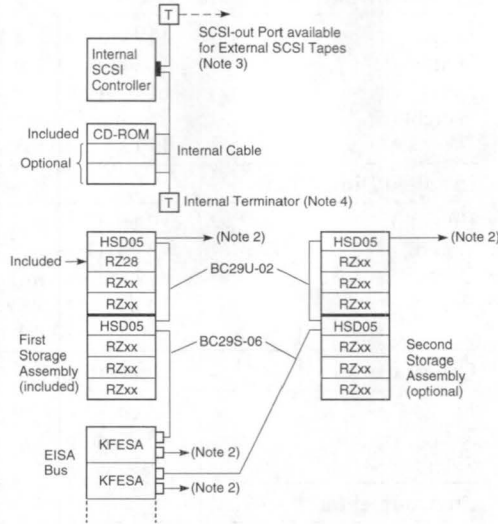 T
SCSI-out Port available
for External SCSI Tapes
(Note 3)
Internal
SCSI
Controller
Included
CD-ROM
Optional
Internal Cable
T
Internal Terminator (Note 4)
HSD05
(Note 2)
Included
RZ28
RZxx
RZxx
BC29U-02
HSD05
(Note 2)
RZxx
RZxx
RZxx
HSD05
RZxx
RZxx
RZxx
First
Storage
Assembly
(included)
BC29S-06
HSD05
RZxx
RZxx
RZxx
Second
Storage
Assembly
(optional)
EISA
Bus
KFESA
(Note 2)
KFESA
(Note 2)